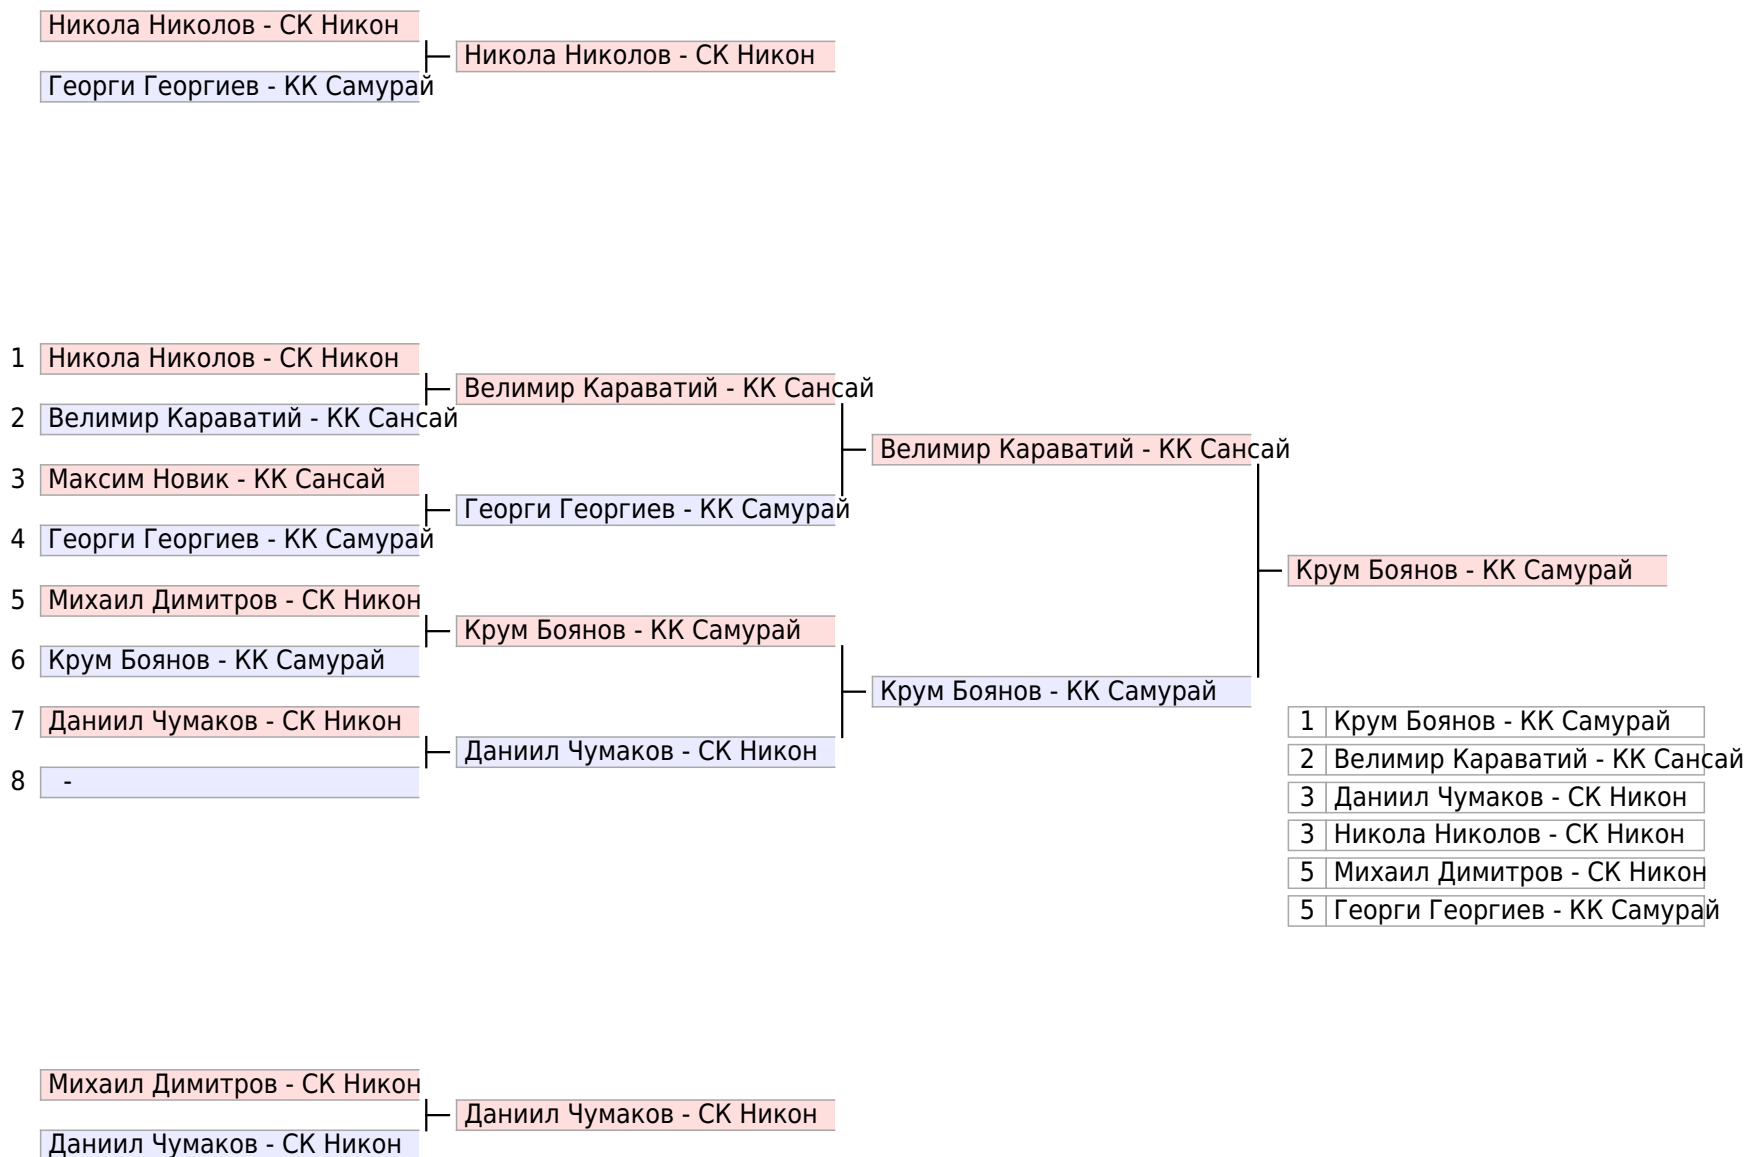 Никола Николов - СК Никон
Никола Николов - СК Никон
Георги Георгиев - КК Самурай
1 Никола Николов - СК Никон
Велимир Караватий - КК Сансай
2 Велимир Караватий - КК Сансай
Велимир Караватий - КК Сансай
3 Максим Новик - КК Сансай
Георги Георгиев - КК Самурай
4 Георги Георгиев - КК Самурай
Крум Боянов - КК Самурай
5 Михаил Димитров - СК Никон
Крум Боянов - КК Самурай
6 Крум Боянов - КК Самурай
Крум Боянов - КК Самурай
7 Даниил Чумаков - СК Никон
Даниил Чумаков - СК Никон
8 -
1 Крум Боянов - КК Самурай
2 Велимир Караватий - КК Сансай
3 Даниил Чумаков - СК Никон
3 Никола Николов - СК Никон
5 Михаил Димитров - СК Никон
5 Георги Георгиев - КК Самурай
Михаил Димитров - СК Никон
Даниил Чумаков - СК Никон
Даниил Чумаков - СК Никон